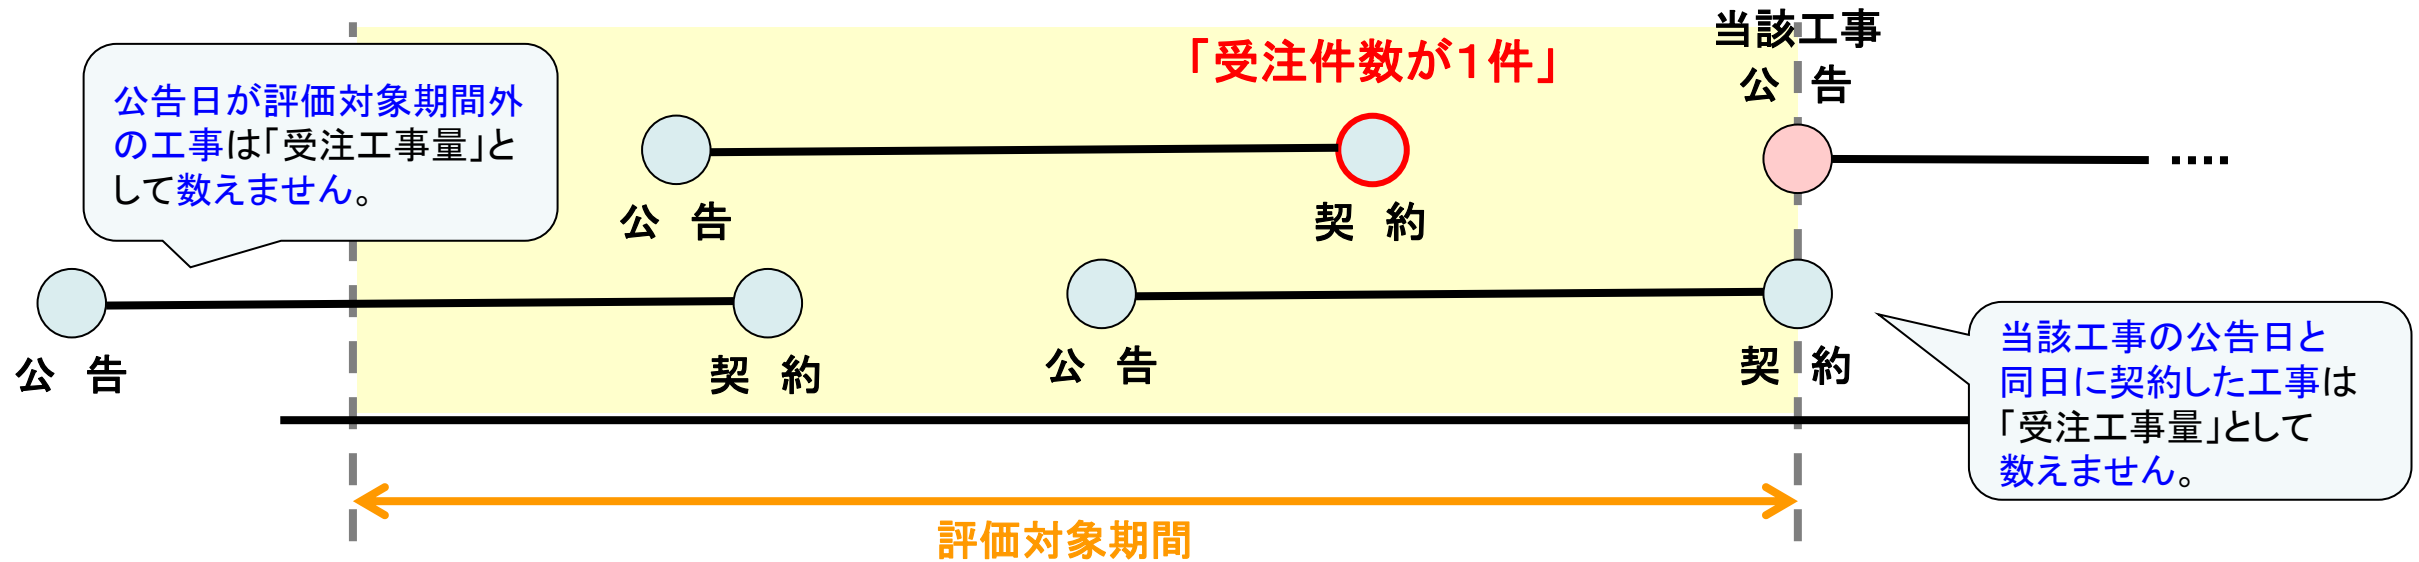 公告日が評価対象期間外
の工事は「受注工事量」と
して数えません。
「受注件数が１件」
当該工事
公　告
公　告
契　約
公　告
契　約
公　告
契　約
当該工事の公告日と
同日に契約した工事は
「受注工事量」として
数えません。
評価対象期間